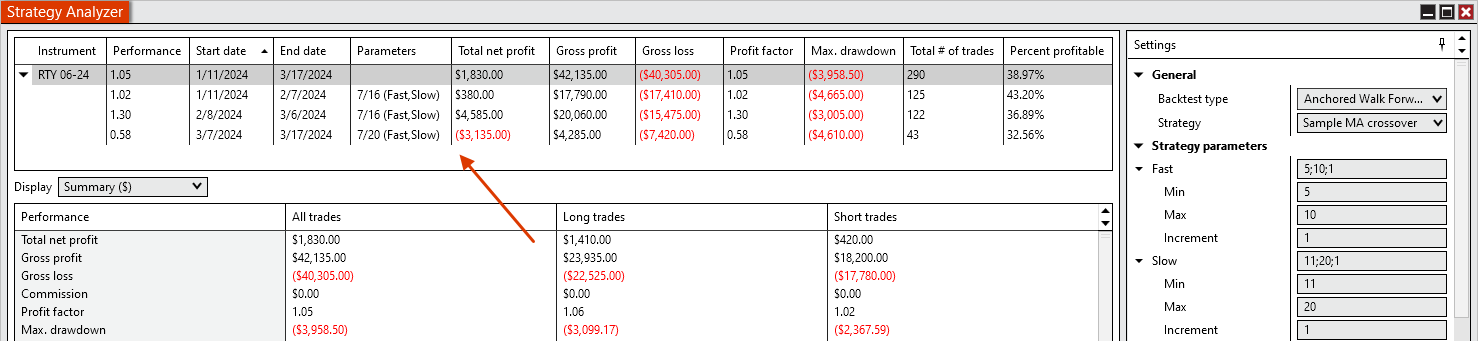 Strategy Analyzer
Instrument Performance Start date End date Parameters Total net profit Gross profit Gross loss Profit factor Max. drawdown Total # of trades Percent profitable
RTY 06-24 1.05 1/11/2024 3/17/2024 $1,830.00 $42,135.00 ($40,305.00) 1.05 ($3,958.50) 290 38.97%
1.02 1/11/2024 2/7/2024 7/16 (Fast,Slow) $380.00 $17,790.00 ($17,410.00) 1.02 ($4,665.00) 125 43.20%
1.30 2/8/2024 3/6/2024 7/16 (Fast,Slow) $4,585.00 $20,060.00 ($15,475.00) 1.30 ($3,005.00) 122 36.89%
0.58 3/7/2024 3/17/2024 7/20 (Fast,Slow) ($3,135.00) $4,285.00 ($7,420.00) 0.58 ($4,610.00) 43 32.56%
Display Summary ($)
Performance All trades Long trades Short trades
Total net profit $1,830.00 $1,410.00 $420.00
Gross profit $42,135.00 $23,935.00 $18,200.00
Gross loss ($40,305.00) ($22,525.00) ($17,780.00)
Commission $0.00 $0.00 $0.00
Profit factor 1.05 1.06 1.02
Max. drawdown ($3,958.50) ($3,099.17) ($2,367.59)
Settings
General
Backtest type Anchored Walk Forw...
Strategy Sample MA crossover
Strategy parameters
Fast 5;10;1
Min 5
Max 10
Increment 1
Slow 11;20;1
Min 11
Max 20
Increment 1